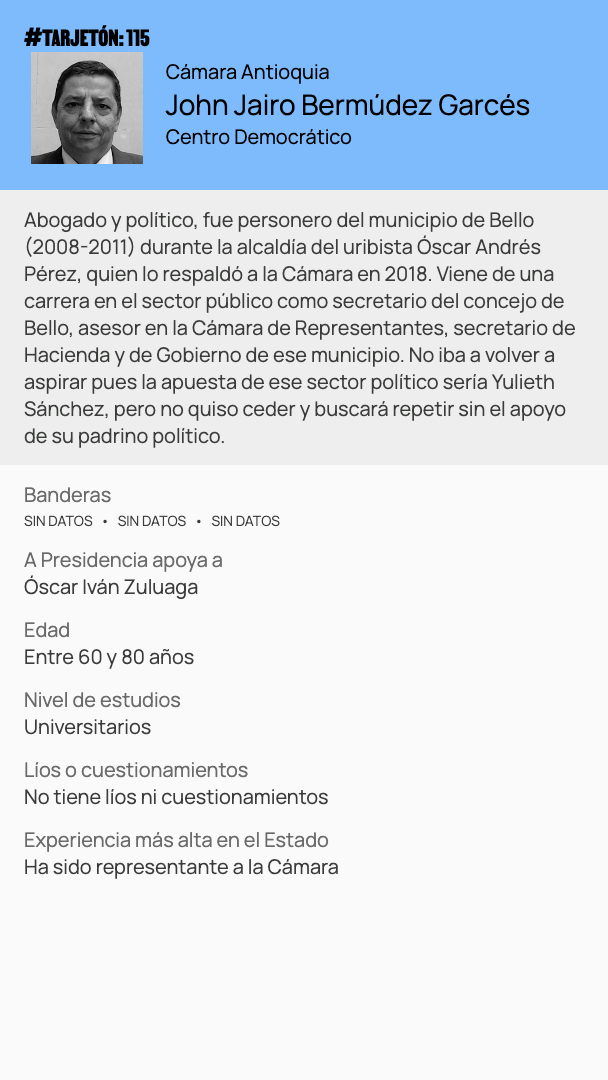 #TARJETÓN: 115
Cámara Antioquia
John Jairo Bermúdez Garcés
Centro Democrático
Abogado y político, fue personero del municipio de Bello
(2008-2011) durante la alcaldía del uribista Óscar Andrés
Pérez, quien lo respaldó a la Cámara en 2018. Viene de una
carrera en el sector público como secretario del concejo de
Bello, asesor en la Cámara de Representantes, secretario de
Hacienda y de Gobierno de ese municipio. No iba a volver a
aspirar pues la apuesta de ese sector político sería Yulieth
Sánchez, pero no quiso ceder y buscará repetir sin el apoyo
de su padrino político.
Banderas
SIN DATOS • SIN DATOS • SIN DATOS
A Presidencia apoya a
Óscar Iván Zuluaga
Edad
Entre 60 y 80 años
Nivel de estudios
Universitarios
Líos o cuestionamientos
No tiene líos ni cuestionamientos
Experiencia más alta en el Estado
Ha sido representante a la Cámara